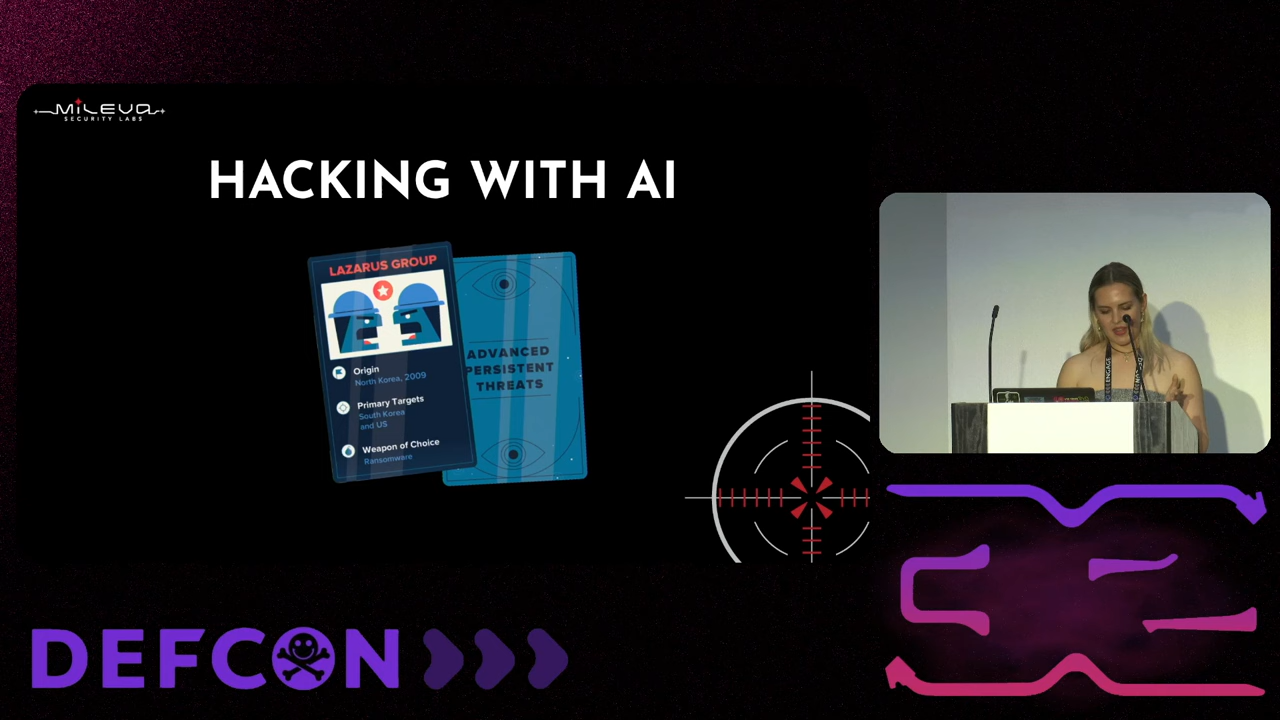 MiLEVA
SECURITY LABS
HACKING WITH AI
LAZARUS GROUP
Origin
North Korea, 2009
Primary Targets
South Korea
and US
Weapon of Choice
Ransomware
ADVANCED
PERSISTENT
THREATS
ENGAGE
DEFCON